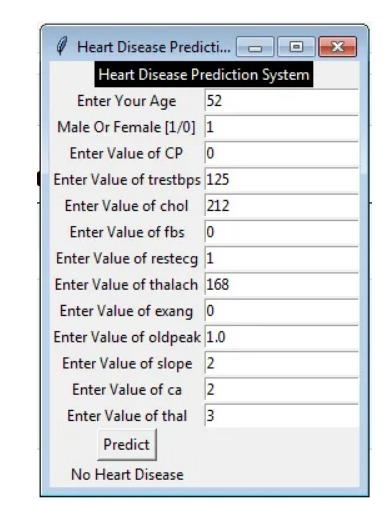 Heart Disease Predicti...
Heart Disease Prediction System
Enter Your Age 52
Male Or Female [1/0] 1
Enter Value of CP 0
Enter Value of trestbps 125
Enter Value of chol 212
Enter Value of fbs 0
Enter Value of restecg 1
Enter Value of thalach 168
Enter Value of exang 0
Enter Value of oldpeak 1.0
Enter Value of slope 2
Enter Value of ca 2
Enter Value of thal 3
Predict
No Heart Disease